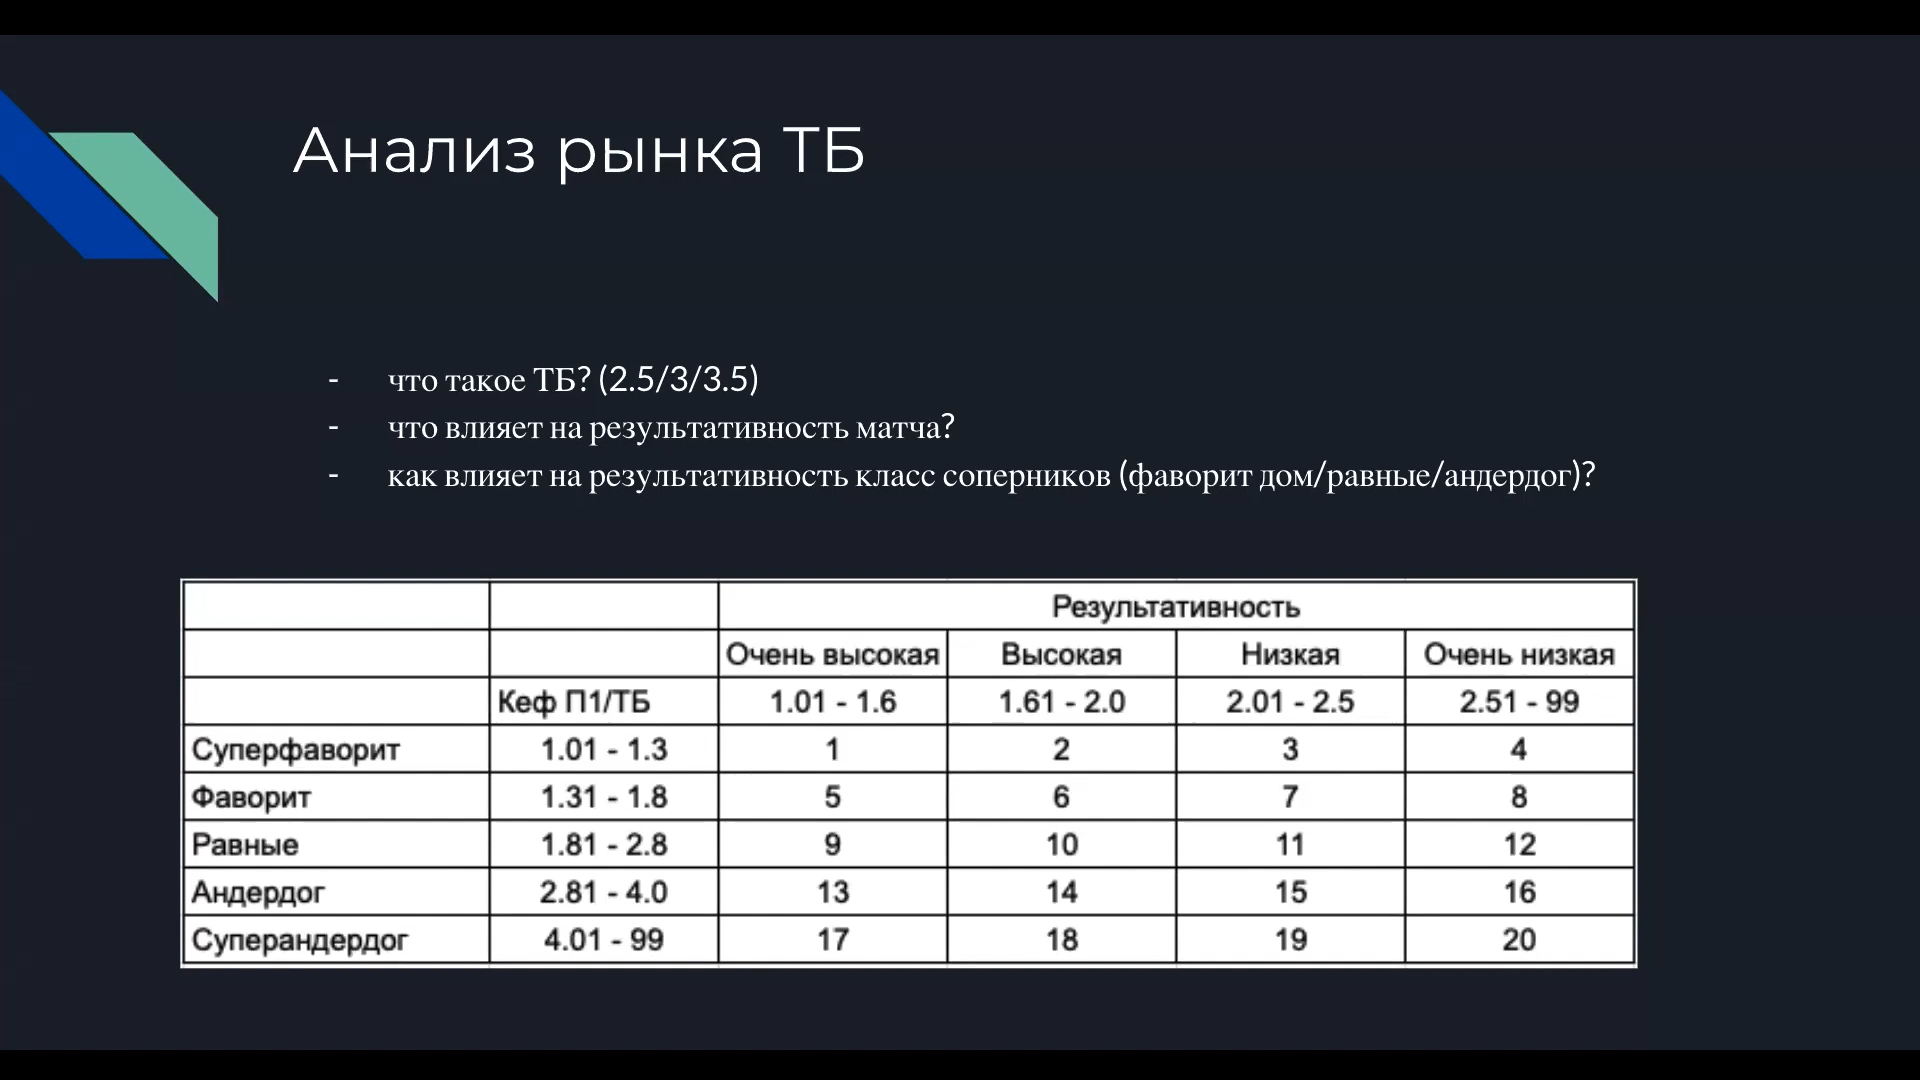 Анализ рынка ТБ
- что такое ТБ? (2.5/3/3.5)
- что влияет на результативность матча?
- как влияет на результативность класс соперников (фаворит дом/равные/андердог)?
Результативность
Очень высокая Высокая Низкая Очень низкая
Кеф П1/ТБ 1.01 - 1.6 1.61 - 2.0 2.01 - 2.5 2.51 - 99
Суперфаворит 1.01 - 1.3 1 2 3 4
Фаворит 1.31 - 1.8 5 6 7 8
Равные 1.81 - 2.8 9 10 11 12
Андердог 2.81 - 4.0 13 14 15 16
Суперандердог 4.01 - 99 17 18 19 20